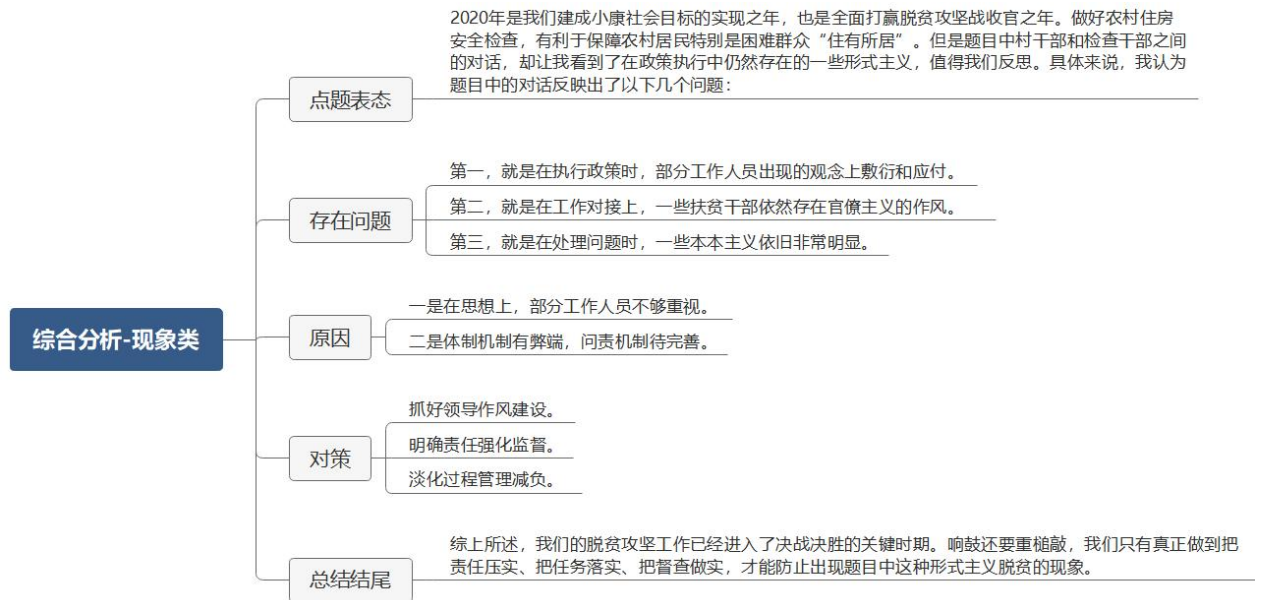 2020年是我们建成小康社会目标的实现之年，也是全面打赢脱贫攻坚战收官之年。做好农村住房
安全检查，有利于保障农村居民特别是困难群众“住有所居”。但是题目中村干部和检查干部之间
的对话，却让我看到了在政策执行中仍然存在的一些形式主义，值得我们反思。具体来说，我认为
题目中的对话反映出了以下几个问题：
点题表态
第一，就是在执行政策时，部分工作人员出现的观念上敷衍和应付。
第二，就是在工作对接上，一些扶贫干部依然存在官僚主义的作风。
第三，就是在处理问题时，一些本本主义依旧非常明显。
存在问题
综合分析-现象类
一是在思想上，部分工作人员不够重视。
二是体制机制有弊端，问责机制待完善。
原因
抓好领导作风建设。
明确责任强化监督。
淡化过程管理减负。
对策
综上所述，我们的脱贫攻坚工作已经进入了决战决胜的关键时期。响鼓还要重槌敲，我们只有真正做到把
责任压实、把任务落实、把督查做实，才能防止出现题目中这种形式主义脱贫的现象。
总结结尾